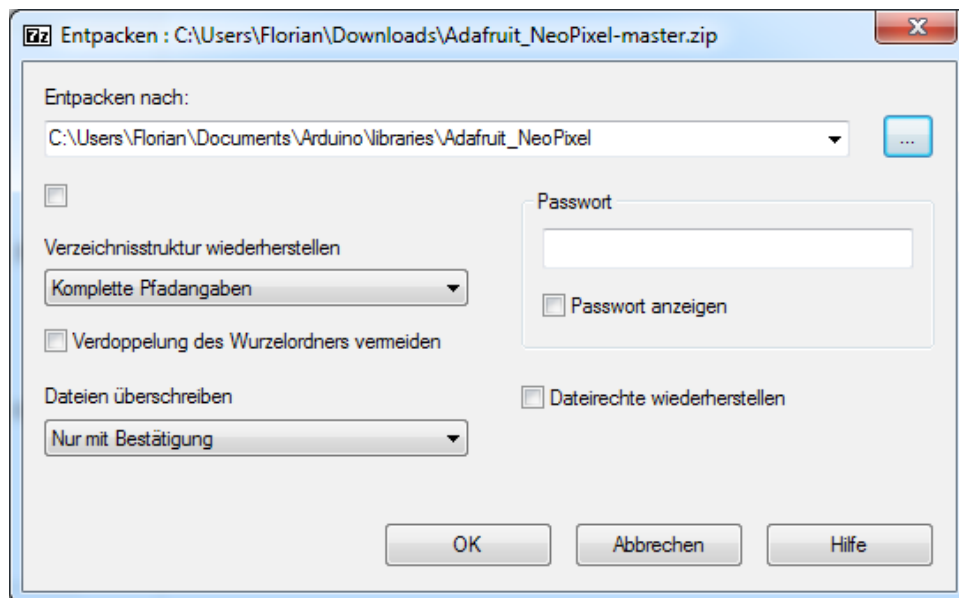 7z Entpacken : C:\Users\Florian\Downloads\Adafruit_NeoPixel-master.zip
Entpacken nach:
C:\Users\Florian\Documents\Arduino\libraries\Adafruit_NeoPixel
...
Passwort
Verzeichnisstruktur wiederherstellen
Komplette Pfadangaben
Passwort anzeigen
Verdoppelung des Wurzelordners vermeiden
Dateien überschreiben
Dateirechte wiederherstellen
Nur mit Bestätigung
OK
Abbrechen
Hilfe